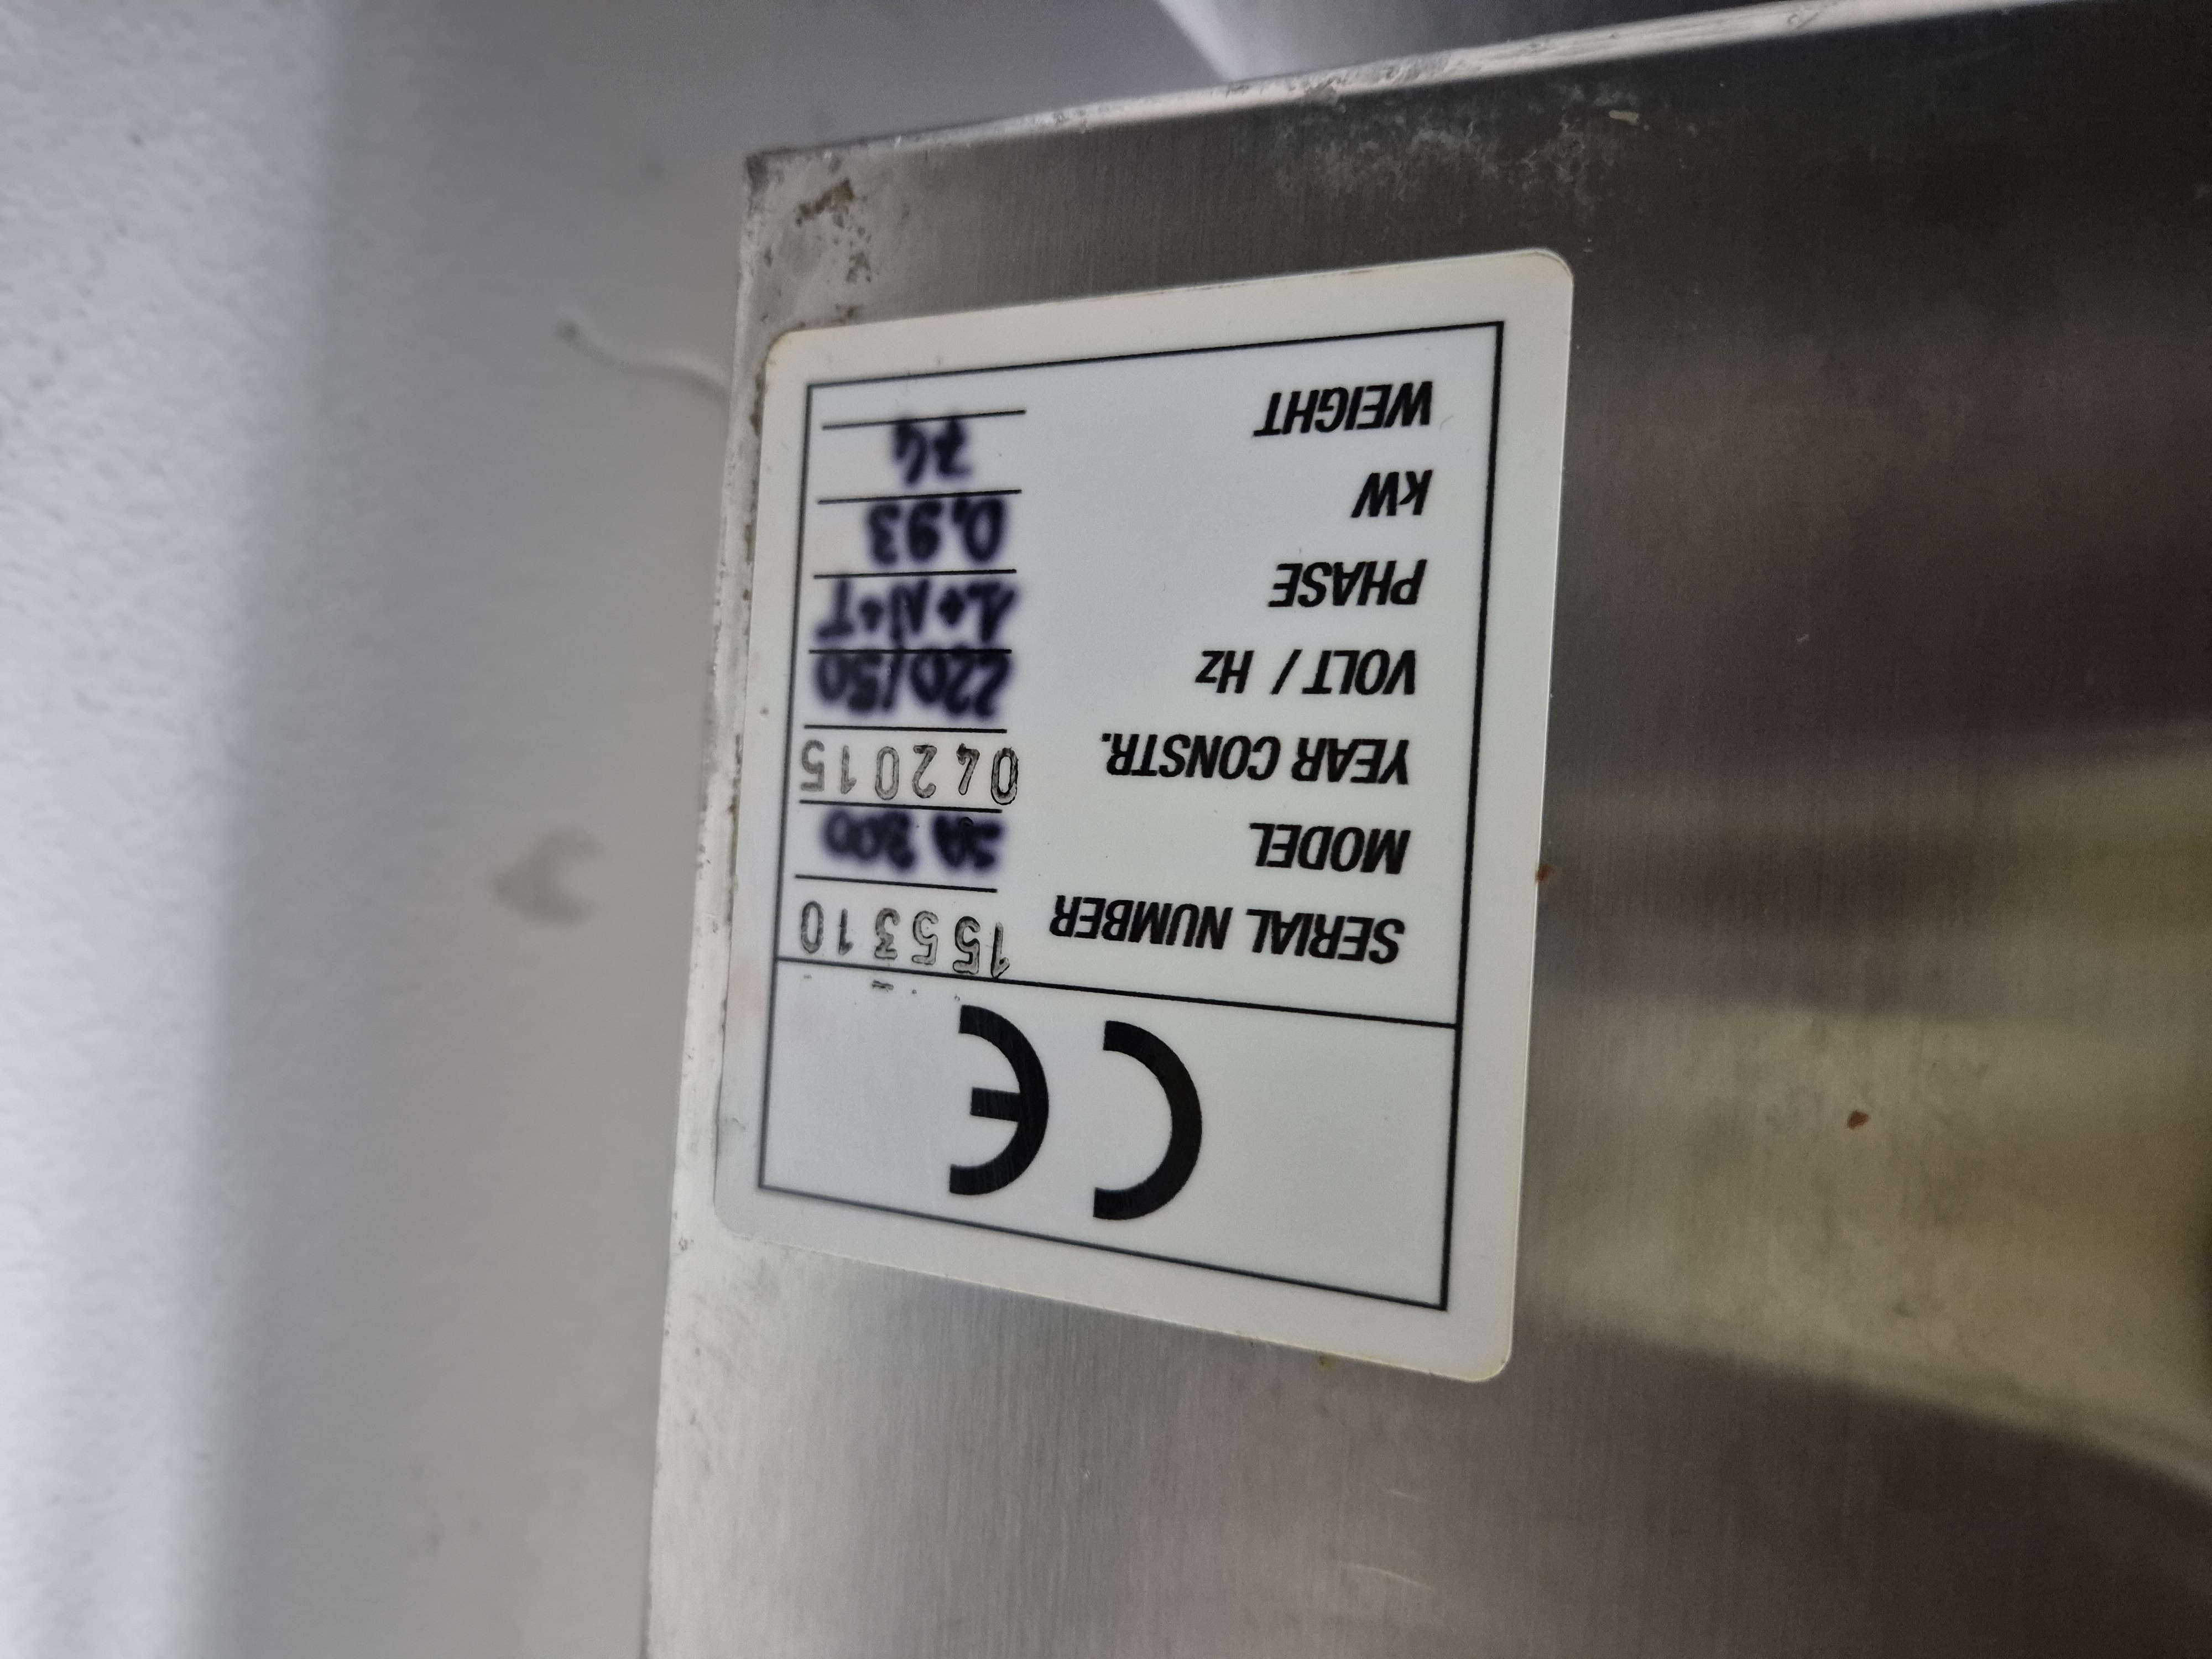 CE
SERIAL NUMBER 155310
MODEL SA 300
YEAR CONSTR. 042015
VOLT / Hz 220/50
PHASE 1+N+T
kW 0,93
WEIGHT 74